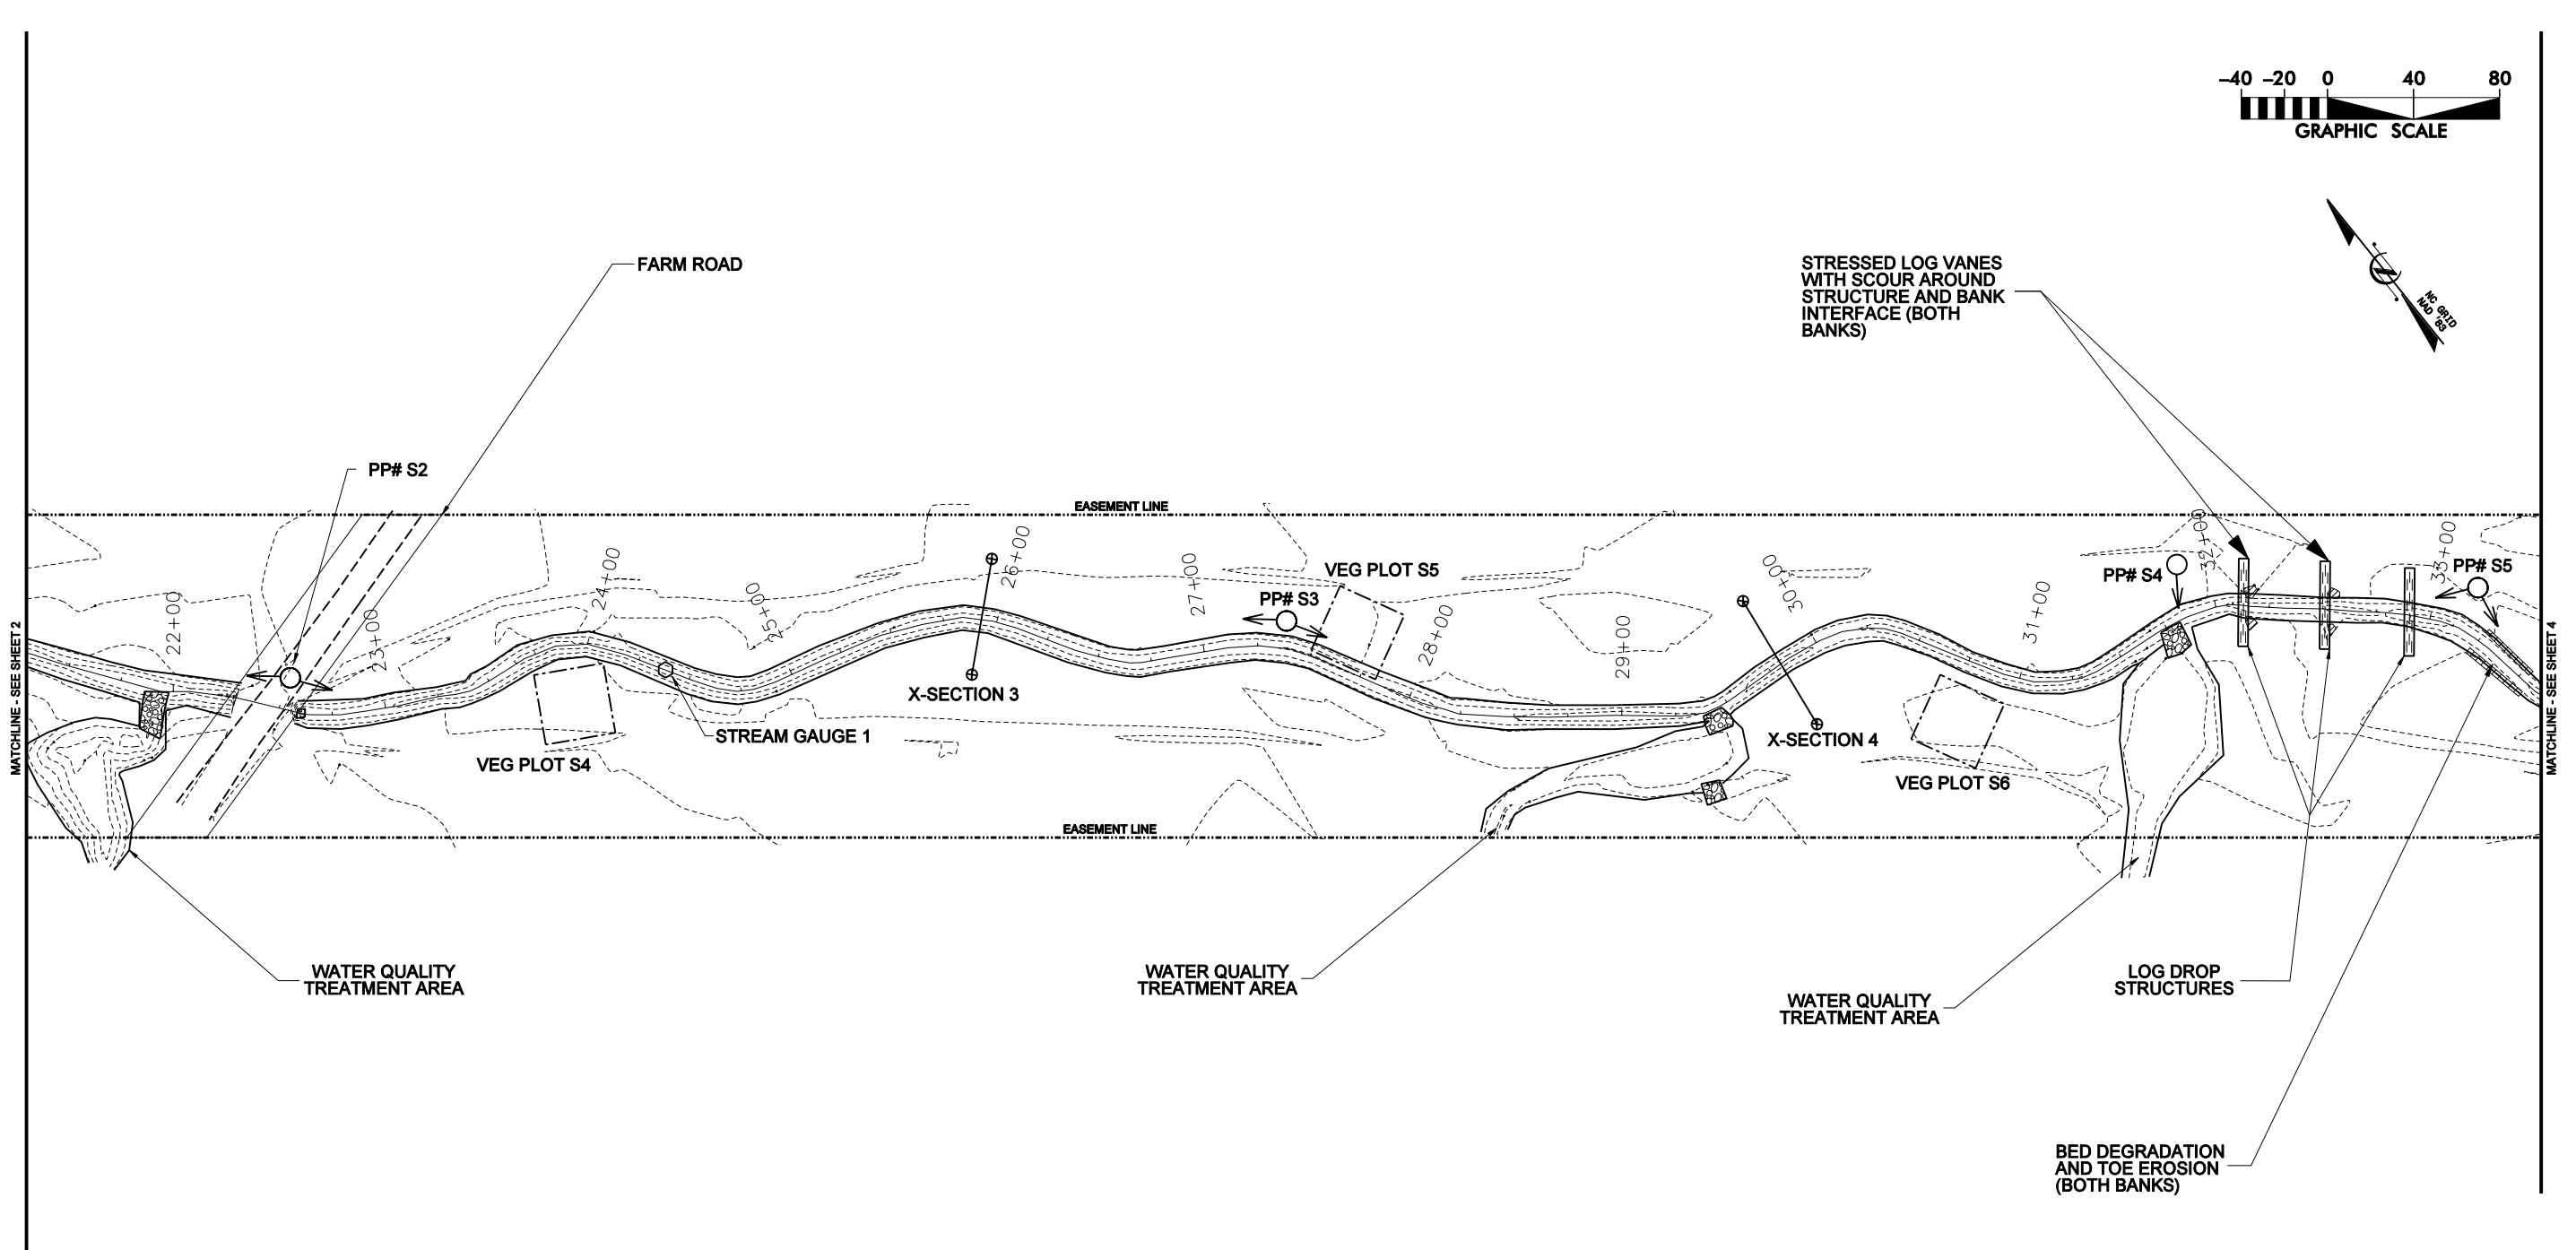 -40 -20 0 40 80
GRAPHIC SCALE
NC GRID
NAD '83
FARM ROAD
STRESSED LOG VANES
WITH SCOUR AROUND
STRUCTURE AND BANK
INTERFACE (BOTH
BANKS)
PP# S2
EASEMENT LINE
22+00
23+00
24+00
25+00
26+00
27+00
28+00
29+00
30+00
31+00
32+00
33+00
VEG PLOT S5
PP# S3
PP# S4
PP# S5
X-SECTION 3
STREAM GAUGE 1
VEG PLOT S4
X-SECTION 4
VEG PLOT S6
EASEMENT LINE
MATCHLINE - SEE SHEET 2
MATCHLINE - SEE SHEET 4
WATER QUALITY
TREATMENT AREA
WATER QUALITY
TREATMENT AREA
WATER QUALITY
TREATMENT AREA
LOG DROP
STRUCTURES
BED DEGRADATION
AND TOE EROSION
(BOTH BANKS)